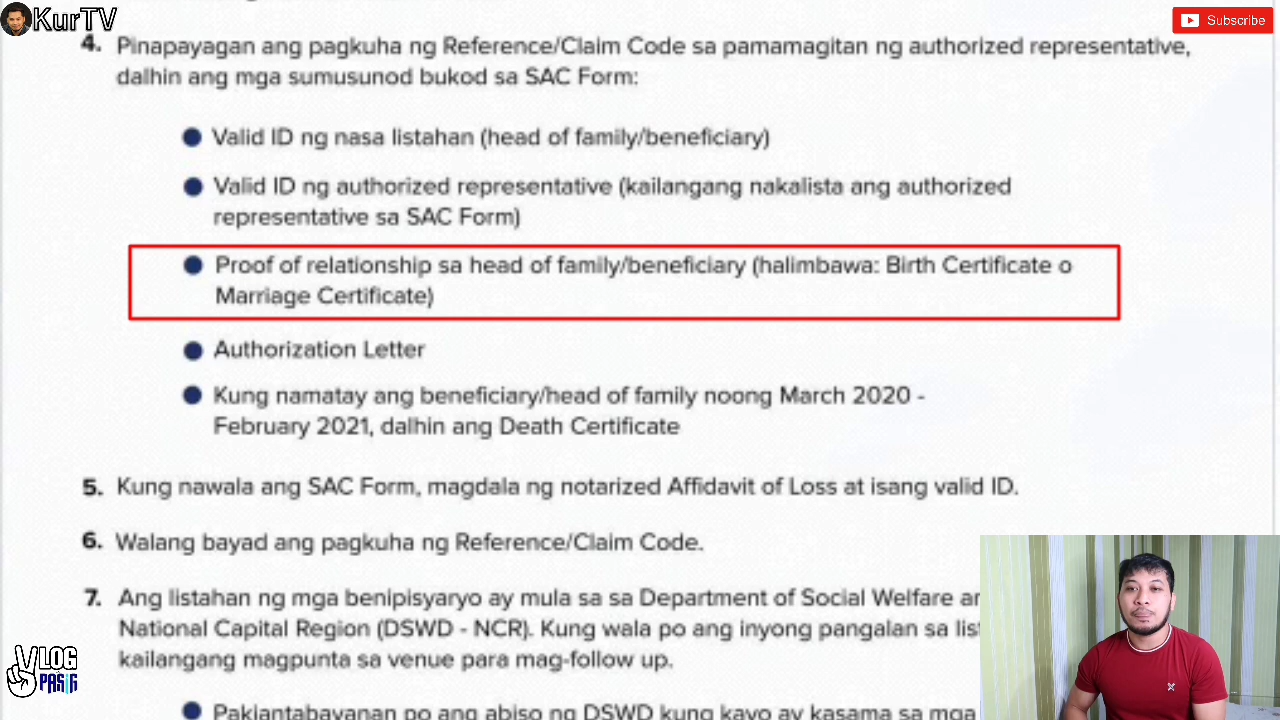 KurTV
Subscribe
4. Pinapayagan ang pagkuha ng Reference/Claim Code sa pamamagitan ng authorized representative,
dalhin ang mga sumusunod bukod sa SAC Form:
Valid ID ng nasa listahan (head of family/beneficiary)
Valid ID ng authorized representative (kailangang nakalista ang authorized
representative sa SAC Form)
Proof of relationship sa head of family/beneficiary (halimbawa: Birth Certificate o
Marriage Certificate)
Authorization Letter
Kung namatay ang beneficiary/head of family noong March 2020 -
February 2021, dalhin ang Death Certificate
5. Kung nawala ang SAC Form, magdala ng notarized Affidavit of Loss at isang valid ID.
6. Walang bayad ang pagkuha ng Reference/Claim Code.
7. Ang listahan ng mga benipisyaryo ay mula sa sa Department of Social Welfare
National Capital Region (DSWD - NCR). Kung wala po ang inyong pangalan sa
kailangang magpunta sa venue para mag-follow up.
Paklantabayanan po ang abiso ng DSWD kung kayo ay kasama sa mga
VLOG
PASIG